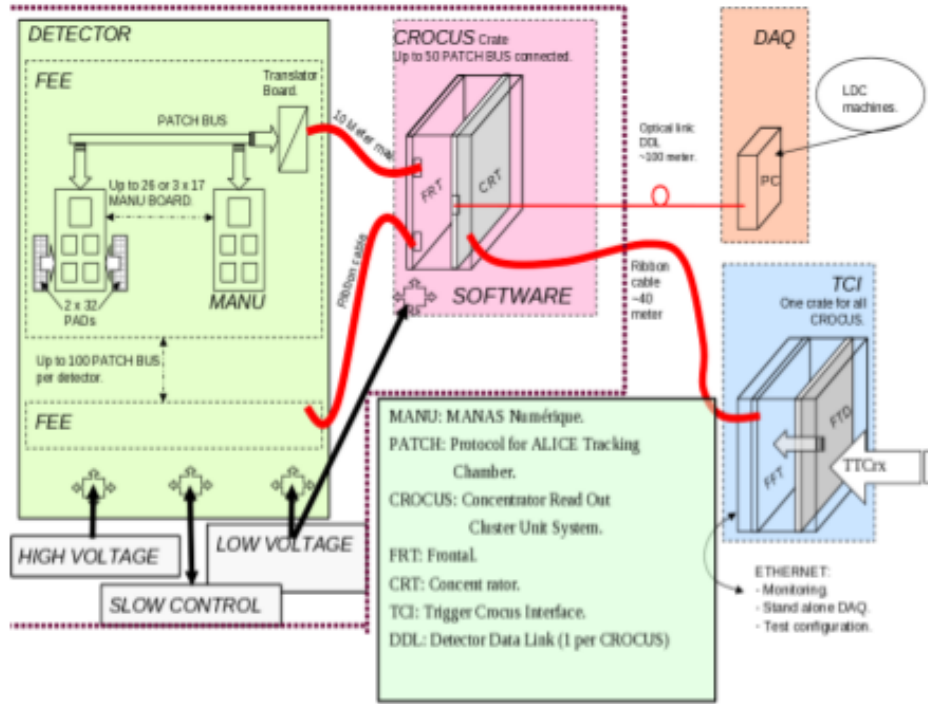 DETECTOR
FEE
Translator
Board.
PATCH BUS
Up to 26 or 3 x 17
MANU BOARD.
MANU
2 x 32
PADs
Up to 100 PATCH BUS
per detector.
FEE
HIGH VOLTAGE
LOW VOLTAGE
SLOW CONTROL
10 Meter max.
Ribbon cable
CROCUS Crate
Up to 50 PATCH BUS connected.
FRT
CRT
SOFTWARE
Optical link:
DDL
~100 meter.
Ribbon
cable
~40
meter
DAQ
LDC
machines.
PC
TCI
One crate for all
CROCUS.
FFT
FTD
TTCrx
ETHERNET:
- Monitoring.
- Stand alone DAQ.
- Test configuration.
MANU: MANAS Numérique.
PATCH: Protocol for ALICE Tracking
Chamber.
CROCUS: Concentrator Read Out
Cluster Unit System.
FRT: Frontal.
CRT: Concent rator.
TCI: Trigger Crocus Interface.
DDL: Detector Data Link (1 per CROCUS)